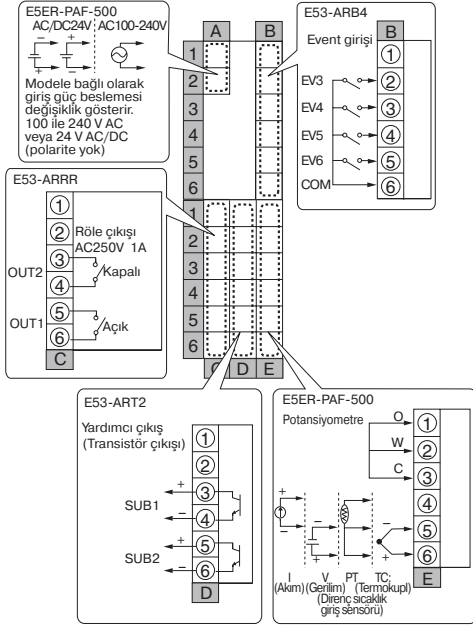 E5ER-PAF-500
AC/DC24V AC100-240V
− + − +
+ − + −
Modele bağlı olarak
giriş güç beslemesi
değişiklik gösterir.
100 ile 240 V AC
veya 24 V AC/DC
(polarite yok)
A B
1
2
3
4
5
6
1
2
3
4
5
6
C D E
E53-ARB4
Event girişi
B
1
EV3 2
EV4 3
EV5 4
EV6 5
COM 6
E53-ARRR
1
2 Röle çıkışı
AC250V 1A
3
OUT2 Kapalı
4
5
OUT1 Açık
6
C
E53-ART2
Yardımcı çıkış
(Transistör çıkışı)
1
2
+ 3
SUB1
− 4
+ 5
SUB2
− 6
D
E5ER-PAF-500
Potansiyometre
O 1
W 2
C 3
4
+ − − 5
− + + 6
E
I V PT TC;
(Akım) (Gerilim) (Termokupl)
(Direnç sıcaklık
giriş sensörü)